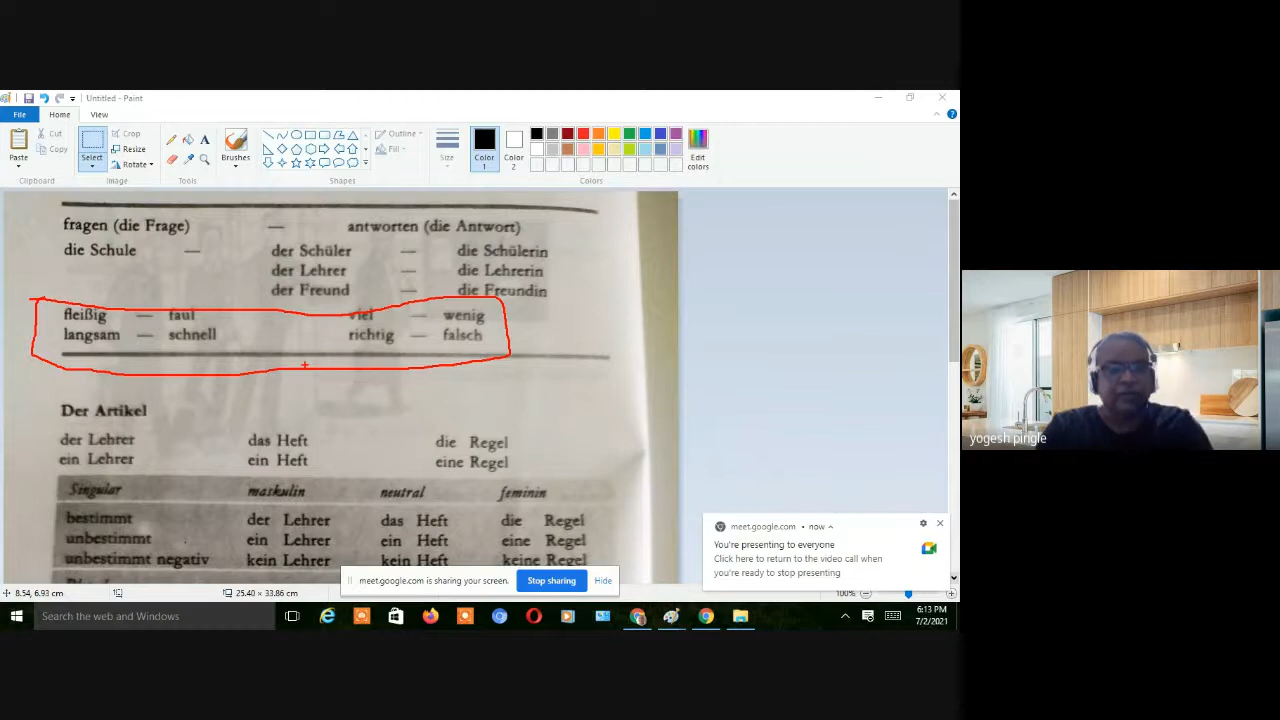 Untitled - Paint
File Home View
Paste Cut Copy Clipboard
Select Crop Resize Rotate Image
Tools
Brushes
Outline Fill Shapes
Size
Color 1 Color 2 Edit colors Colors
fragen (die Frage) — antworten (die Antwort)
die Schule — der Schüler — die Schülerin
der Lehrer — die Lehrerin
der Freund — die Freundin
fleißig — faul viel — wenig
langsam — schnell richtig — falsch
Der Artikel
der Lehrer das Heft die Regel
ein Lehrer ein Heft eine Regel
Singular maskulin neutral feminin
bestimmt der Lehrer das Heft die Regel
unbestimmt ein Lehrer ein Heft eine Regel
unbestimmt negativ kein Lehrer kein Heft keine Regel
yogesh pingle
meet.google.com • now
You're presenting to everyone
Click here to return to the video call when
you're ready to stop presenting
meet.google.com is sharing your screen. Stop sharing Hide
8.54, 6.93 cm 25.40 × 33.86 cm 100%
Search the web and Windows
6:13 PM
7/2/2021